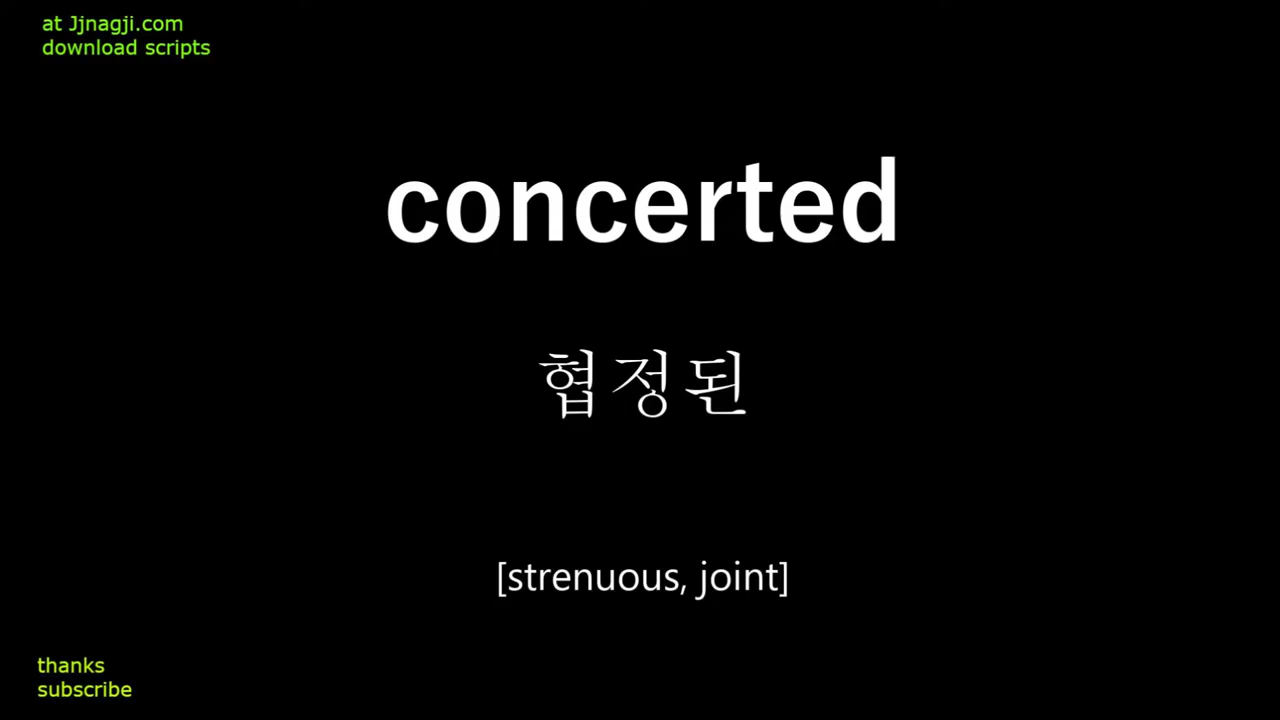 at Jjnagji.com
download scripts
concerted
협정된
[strenuous, joint]
thanks
subscribe